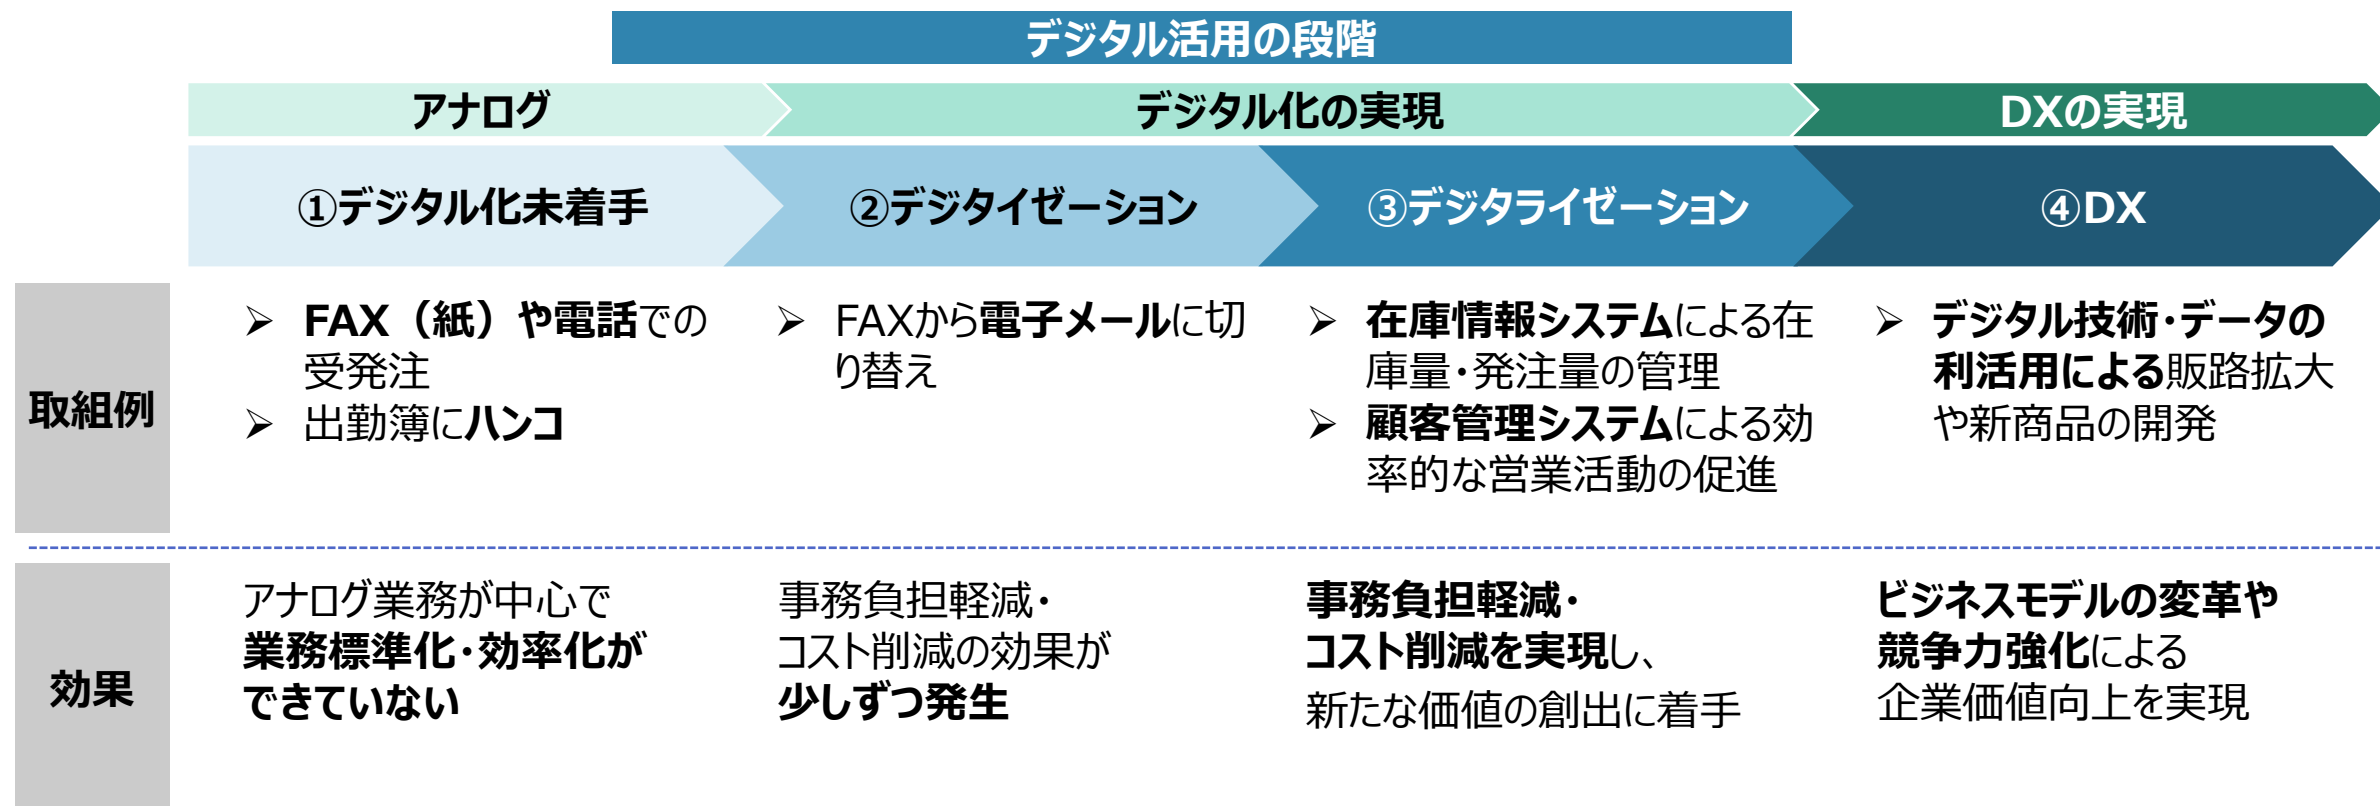 デジタル活用の段階
アナログ
デジタル化の実現
DXの実現
①デジタル化未着手
②デジタイゼーション
③デジタライゼーション
④DX
取組例
➢ FAX（紙）や電話での
受発注
➢ 出勤簿にハンコ
➢ FAXから電子メールに切
り替え
➢ 在庫情報システムによる在
庫量・発注量の管理
➢ 顧客管理システムによる効
率的な営業活動の促進
➢ デジタル技術・データの
利活用による販路拡大
や新商品の開発
効果
アナログ業務が中心で
業務標準化・効率化が
できていない
事務負担軽減・
コスト削減の効果が
少しずつ発生
事務負担軽減・
コスト削減を実現し、
新たな価値の創出に着手
ビジネスモデルの変革や
競争力強化による
企業価値向上を実現